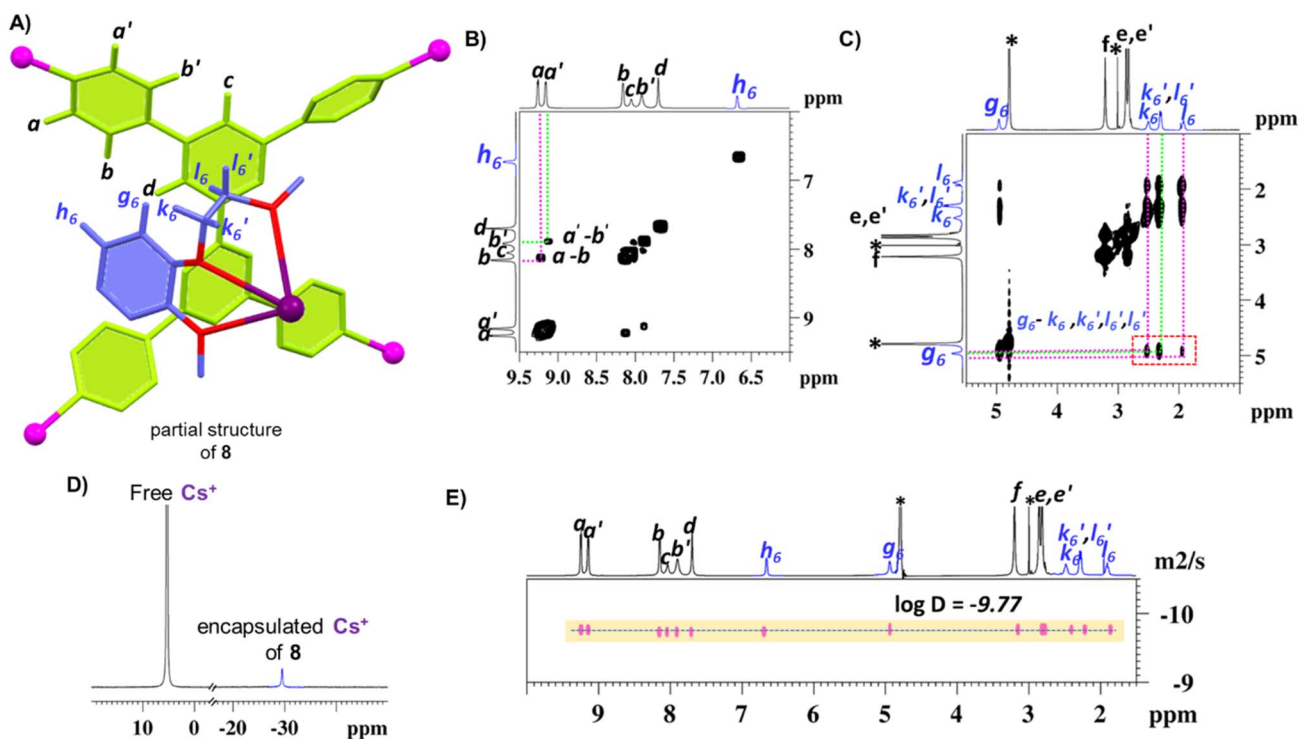 A)
a'
b'
c
a
b
d
l6
l6'
g6
k6
k6'
h6
partial structure
of 8
B)
a a' b c b' d h6
ppm
h6
d
b'
c
b
a' -b'
a -b
a'
a
7
8
9
9.5 9.0 8.5 8.0 7.5 7.0 6.5
ppm
C)
* f * e,e'
g6 k6',l6' k6 l6
ppm
l6
k6',l6'
k6
e,e'
*
f
*
g6
g6- k6 ,k6',l6',l6'
2
3
4
5
5 4 3 2
ppm
D)
Free Cs+
encapsulated Cs+
of 8
10 0 -20 -30 ppm
E)
a a' b c b' d h6 g6 * f * e,e' k6',l6' k6 l6
m2/s
log D = -9.77
-10
-9
9 8 7 6 5 4 3 2 ppm